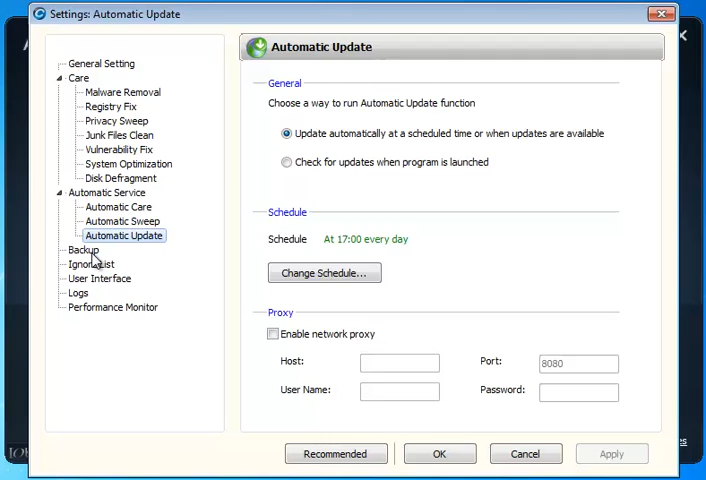 Settings: Automatic Update
General Setting
Care
Malware Removal
Registry Fix
Privacy Sweep
Junk Files Clean
Vulnerability Fix
System Optimization
Disk Defragment
Automatic Service
Automatic Care
Automatic Sweep
Automatic Update
Backup
Ignore List
User Interface
Logs
Performance Monitor
Automatic Update
General
Choose a way to run Automatic Update function
Update automatically at a scheduled time or when updates are available
Check for updates when program is launched
Schedule
Schedule At 17:00 every day
Change Schedule...
Proxy
Enable network proxy
Host: Port: 8080
User Name: Password:
Recommended OK Cancel Apply